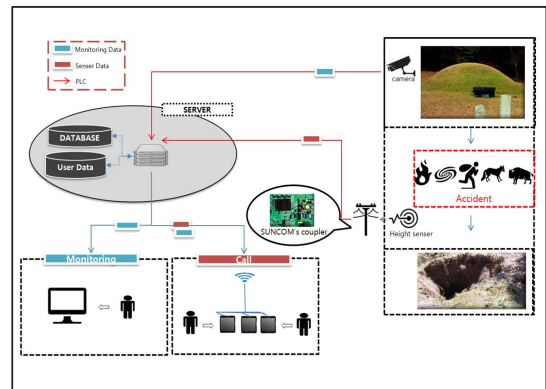 Monitoring Data
Senser Data
PLC
SERVER
DATABASE
User Data
camera
Accident
SUNCOM's coupler
Height senser
Monitoring
Call